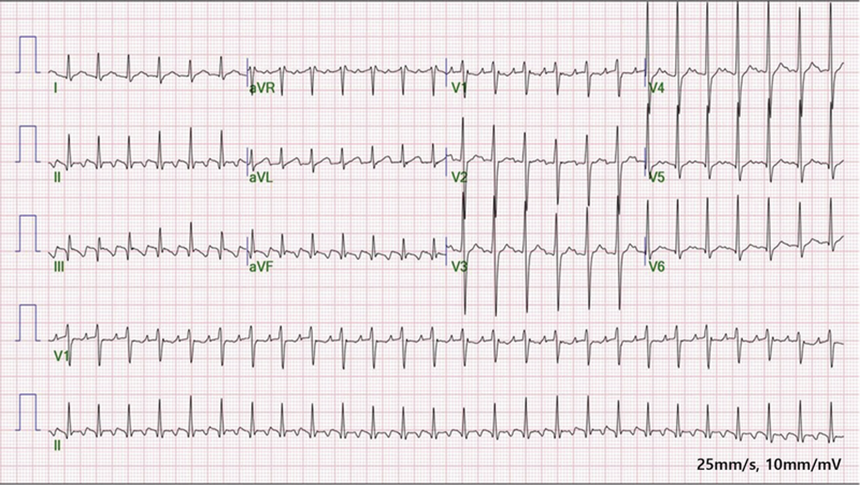 I aVR V1 V4
II aVL V2 V5
III aVF V3 V6
V1
II
25mm/s, 10mm/mV